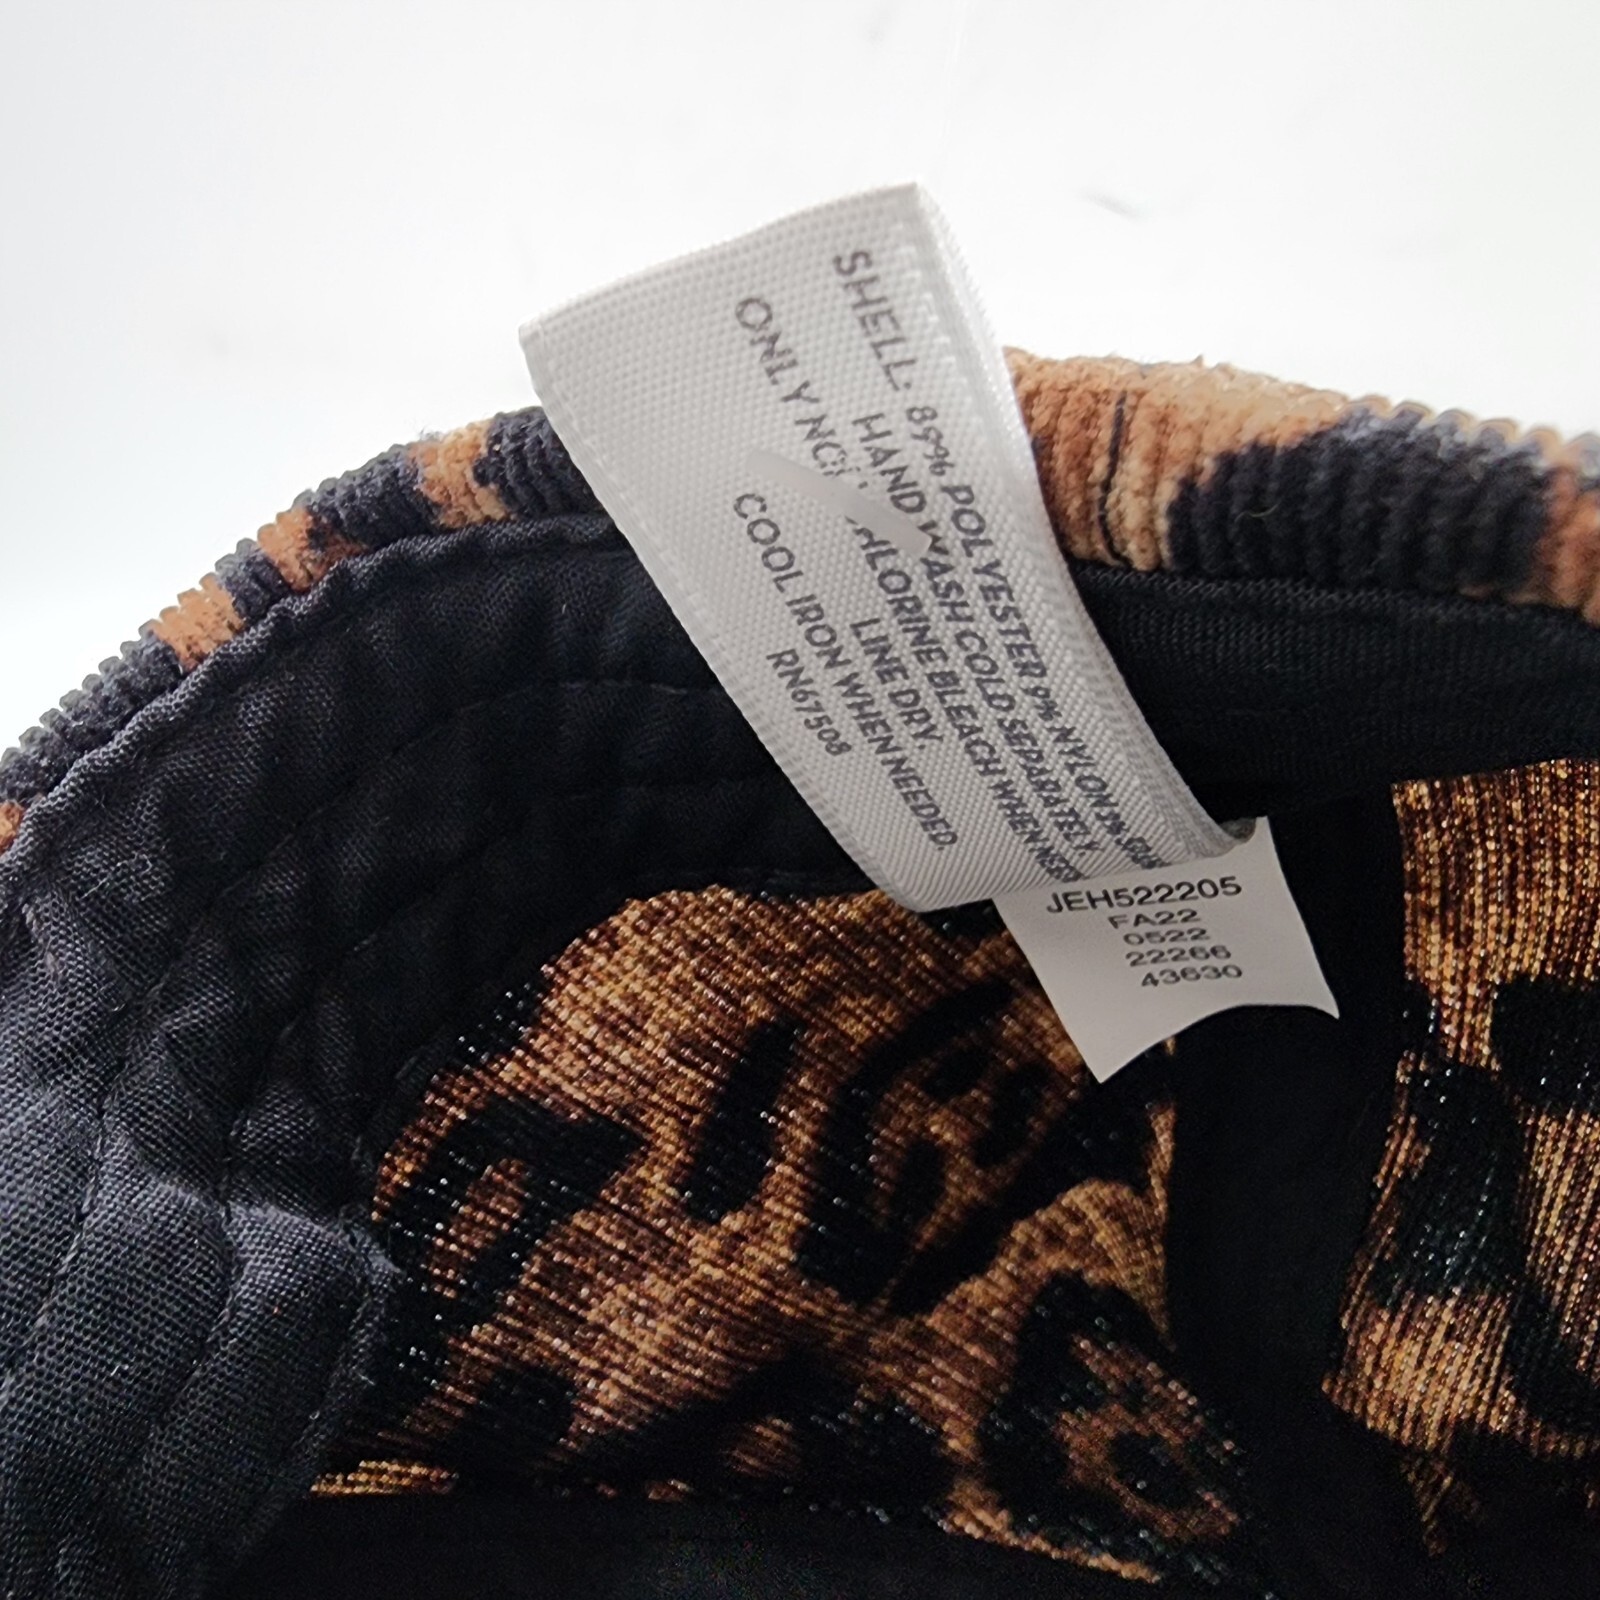 SHELL: 89% POLYESTER 9% NYLON 2%
HAND WASH COLD SEPARATELY.
ONLY NON-CHLORINE BLEACH WHEN
LINE DRY.
COOL IRON WHEN NEEDED.
RN67508
JEH522205
FA22
0522
22266
43630